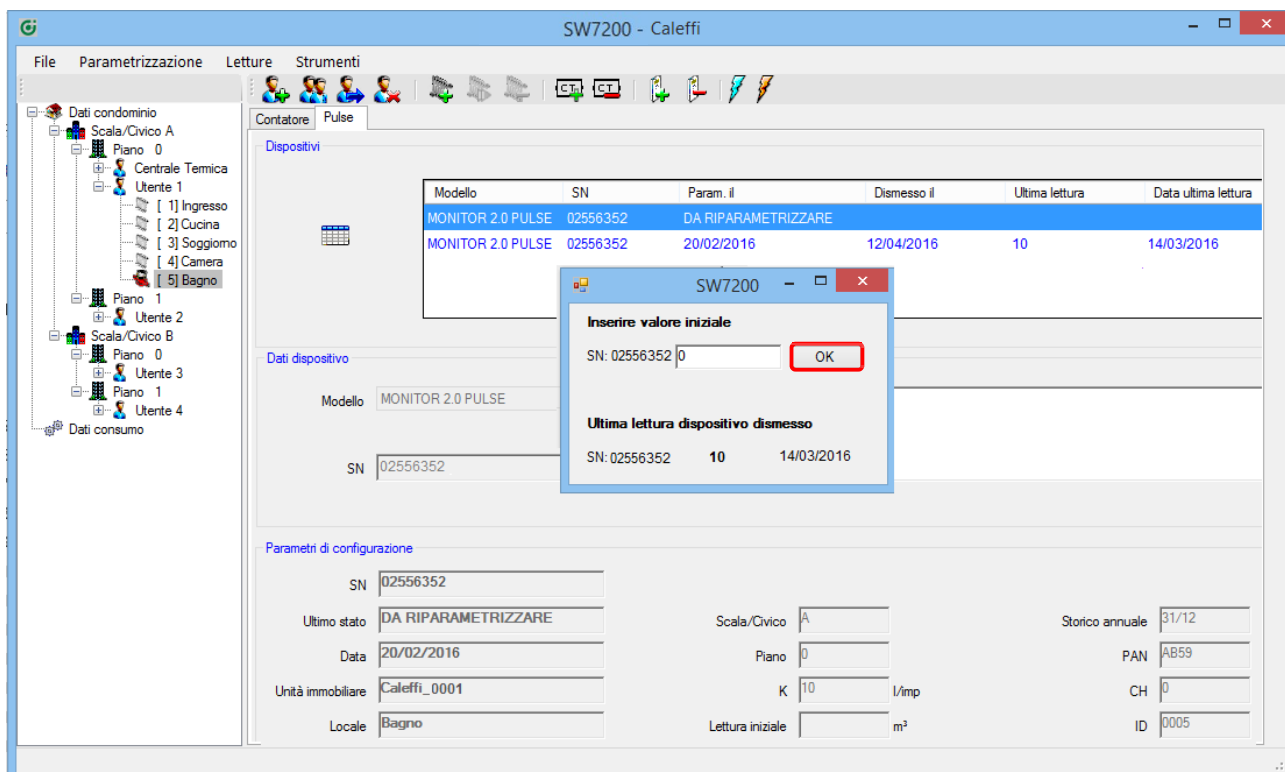 SW7200 - Caleffi
File Parametrizzazione Letture Strumenti
CT CT
Dati condominio
Scala/Civico A
Piano 0
Centrale Termica
Utente 1
[ 1] Ingresso
[ 2] Cucina
[ 3] Soggiorno
[ 4] Camera
[ 5] Bagno
Piano 1
Utente 2
Scala/Civico B
Piano 0
Utente 3
Piano 1
Utente 4
Dati consumo
Contatore Pulse
Dispositivi
Modello SN Param. il Dismesso il Ultima lettura Data ultima lettura
MONITOR 2.0 PULSE 02556352 DA RIPARAMETRIZZARE
MONITOR 2.0 PULSE 02556352 20/02/2016 12/04/2016 10 14/03/2016
SW7200
Inserire valore iniziale
SN: 02556352 0 OK
Ultima lettura dispositivo dismesso
SN: 02556352 10 14/03/2016
Dati dispositivo
Modello MONITOR 2.0 PULSE
SN 02556352
Parametri di configurazione
SN 02556352
Ultimo stato DA RIPARAMETRIZZARE Scala/Civico A Storico annuale 31/12
Data 20/02/2016 Piano 0 PAN AB59
Unità immobiliare Caleffi_0001 K 10 l/imp CH 0
Locale Bagno Lettura iniziale m³ ID 0005